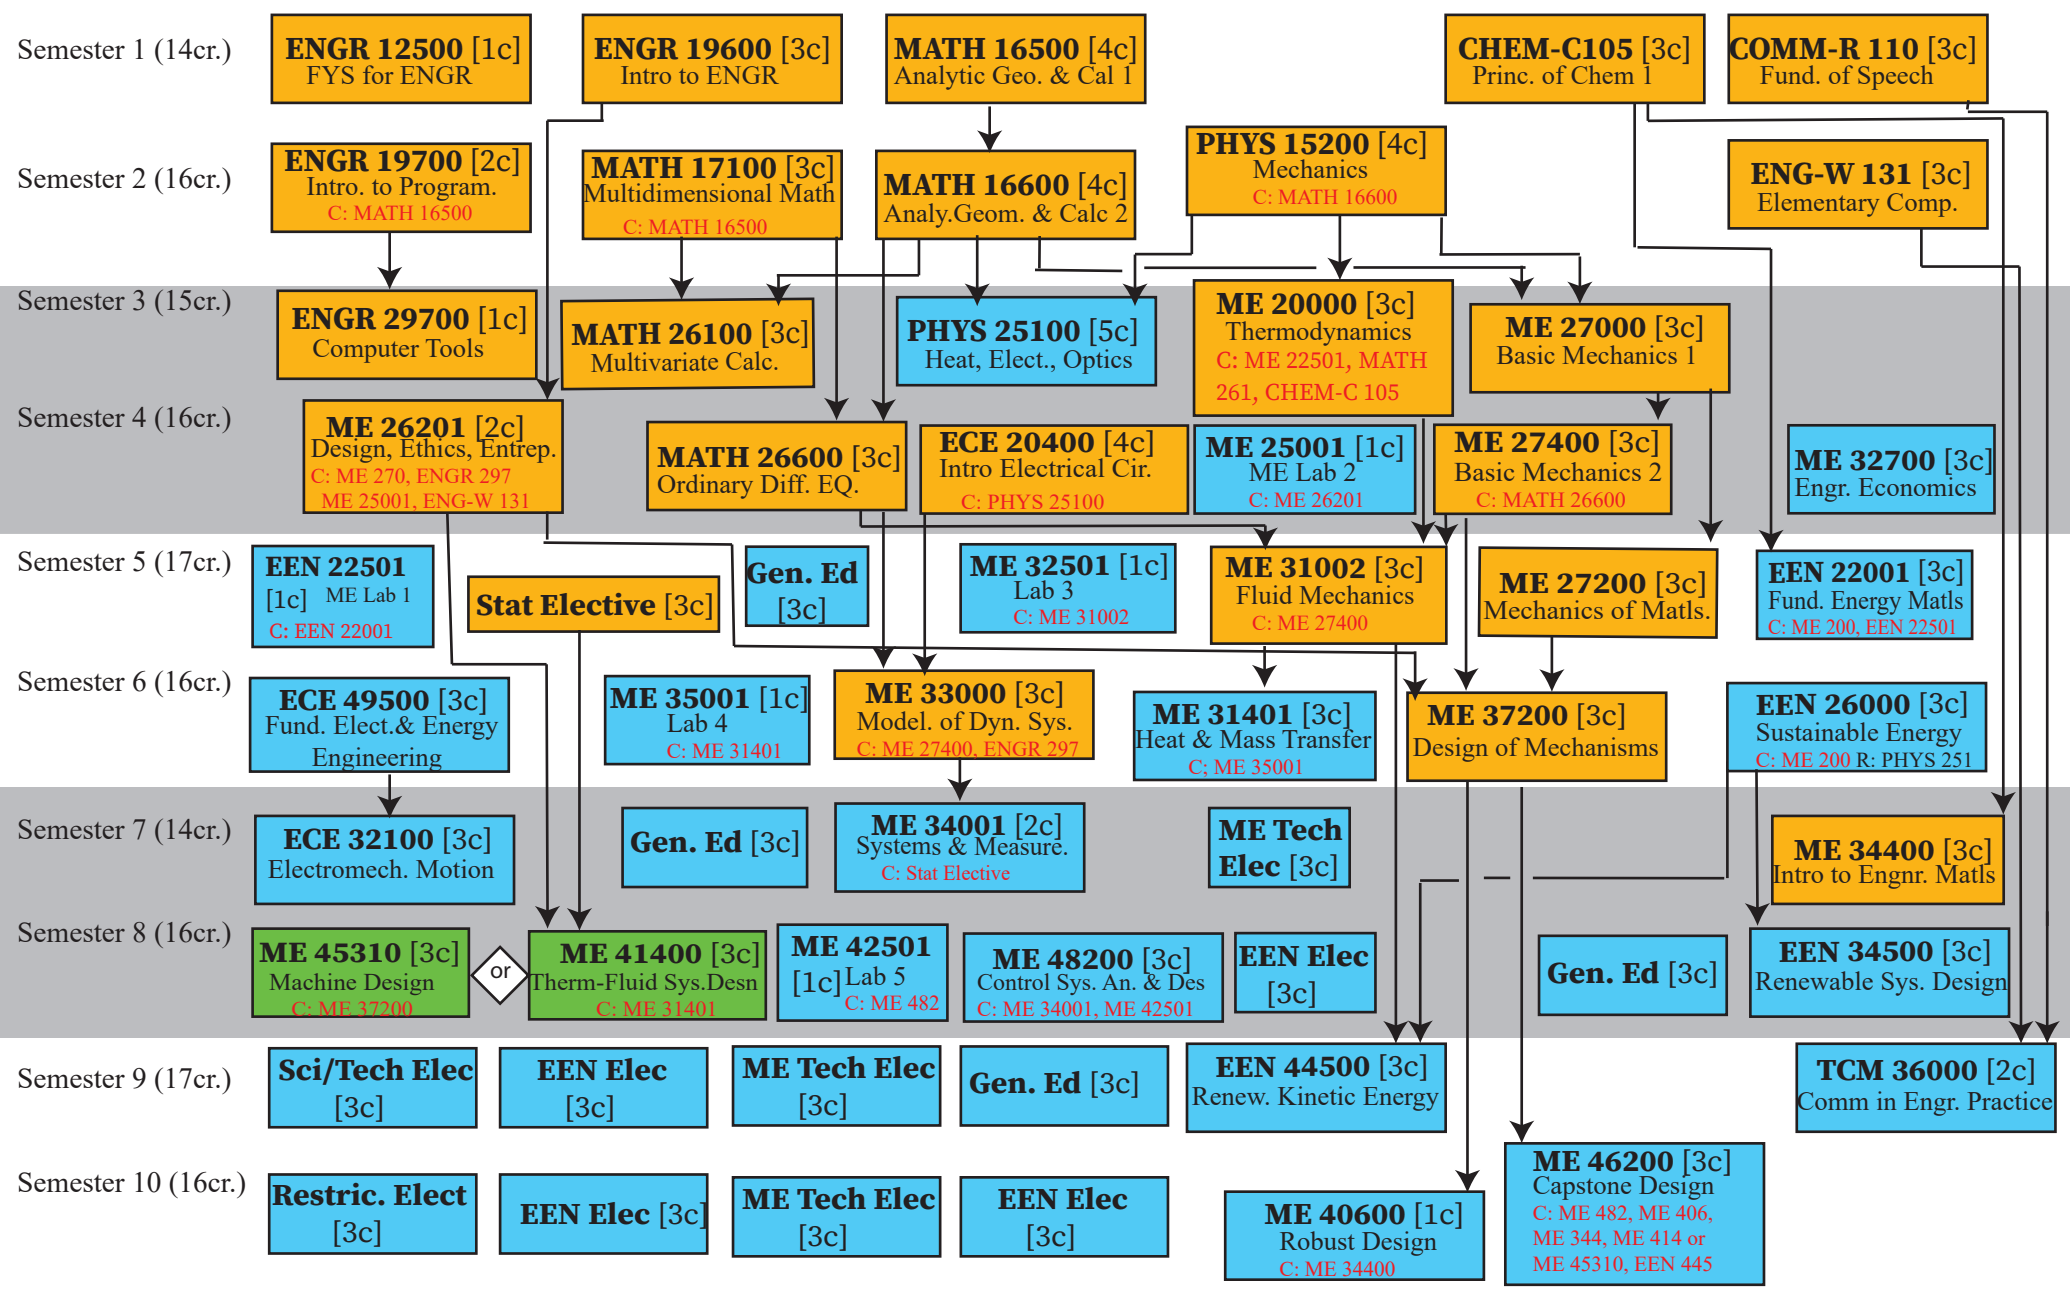 Semester 1 (14cr.)
ENGR 12500 [1c]
FYS for ENGR
ENGR 19600 [3c]
Intro to ENGR
MATH 16500 [4c]
Analytic Geo. & Cal 1
CHEM-C105 [3c]
Princ. of Chem 1
COMM-R 110 [3c]
Fund. of Speech
Semester 2 (16cr.)
ENGR 19700 [2c]
Intro. to Program.
C: MATH 16500
MATH 17100 [3c]
Multidimensional Math
C: MATH 16500
MATH 16600 [4c]
Analy.Geom. & Calc 2
PHYS 15200 [4c]
Mechanics
C: MATH 16600
ENG-W 131 [3c]
Elementary Comp.
Semester 3 (15cr.)
ENGR 29700 [1c]
Computer Tools
MATH 26100 [3c]
Multivariate Calc.
PHYS 25100 [5c]
Heat, Elect., Optics
ME 20000 [3c]
Thermodynamics
C: ME 22501, MATH
261, CHEM-C 105
ME 27000 [3c]
Basic Mechanics 1
Semester 4 (16cr.)
ME 26201 [2c]
Design, Ethics, Entrep.
C: ME 270, ENGR 297
ME 25001, ENG-W 131
MATH 26600 [3c]
Ordinary Diff. EQ.
ECE 20400 [4c]
Intro Electrical Cir.
C: PHYS 25100
ME 25001 [1c]
ME Lab 2
C: ME 26201
ME 27400 [3c]
Basic Mechanics 2
C: MATH 26600
ME 32700 [3c]
Engr. Economics
Semester 5 (17cr.)
EEN 22501
[1c] ME Lab 1
C: EEN 22001
Stat Elective [3c]
Gen. Ed
[3c]
ME 32501 [1c]
Lab 3
C: ME 31002
ME 31002 [3c]
Fluid Mechanics
C: ME 27400
ME 27200 [3c]
Mechanics of Matls.
EEN 22001 [3c]
Fund. Energy Matls
C: ME 200, EEN 22501
Semester 6 (16cr.)
ECE 49500 [3c]
Fund. Elect.& Energy
Engineering
ME 35001 [1c]
Lab 4
C: ME 31401
ME 33000 [3c]
Model. of Dyn. Sys.
C: ME 27400, ENGR 297
ME 31401 [3c]
Heat & Mass Transfer
C; ME 35001
ME 37200 [3c]
Design of Mechanisms
EEN 26000 [3c]
Sustainable Energy
C: ME 200 R: PHYS 251
Semester 7 (14cr.)
ECE 32100 [3c]
Electromech. Motion
Gen. Ed [3c]
ME 34001 [2c]
Systems & Measure.
C: Stat Elective
ME Tech
Elec [3c]
ME 34400 [3c]
Intro to Engnr. Matls
Semester 8 (16cr.)
ME 45310 [3c]
Machine Design
C: ME 37200
or
ME 41400 [3c]
Therm-Fluid Sys.Desn
C: ME 31401
ME 42501
[1c] Lab 5
C: ME 482
ME 48200 [3c]
Control Sys. An. & Des
C: ME 34001, ME 42501
EEN Elec
[3c]
Gen. Ed [3c]
EEN 34500 [3c]
Renewable Sys. Design
Semester 9 (17cr.)
Sci/Tech Elec
[3c]
EEN Elec
[3c]
ME Tech Elec
[3c]
Gen. Ed [3c]
EEN 44500 [3c]
Renew. Kinetic Energy
TCM 36000 [2c]
Comm in Engr. Practice
Semester 10 (16cr.)
Restric. Elect
[3c]
EEN Elec [3c]
ME Tech Elec
[3c]
EEN Elec
[3c]
ME 40600 [1c]
Robust Design
C: ME 34400
ME 46200 [3c]
Capstone Design
C: ME 482, ME 406,
ME 344, ME 414 or
ME 45310, EEN 445